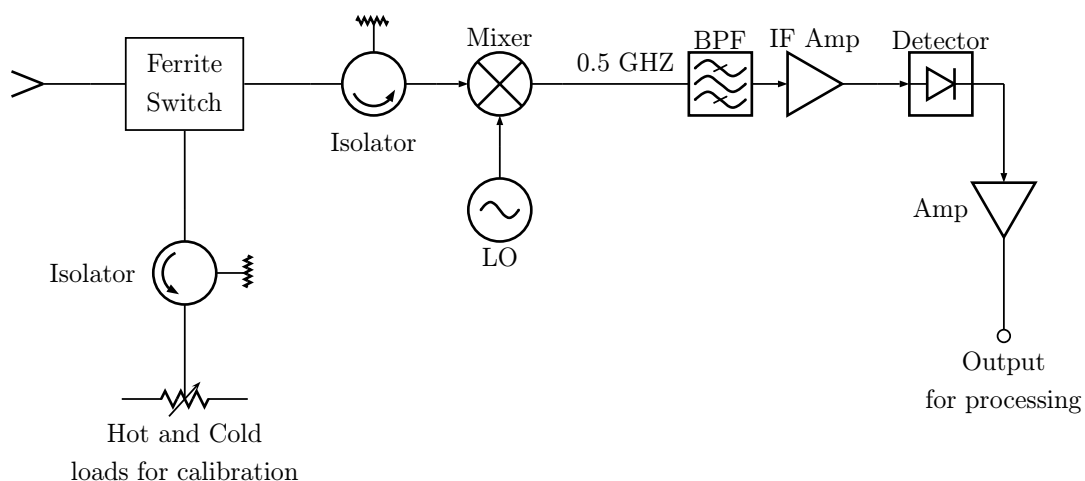 Ferrite
Switch
Isolator
Mixer
LO
0.5 GHZ
BPF
IF Amp
Detector
Amp
Output
for processing
Isolator
Hot and Cold
loads for calibration